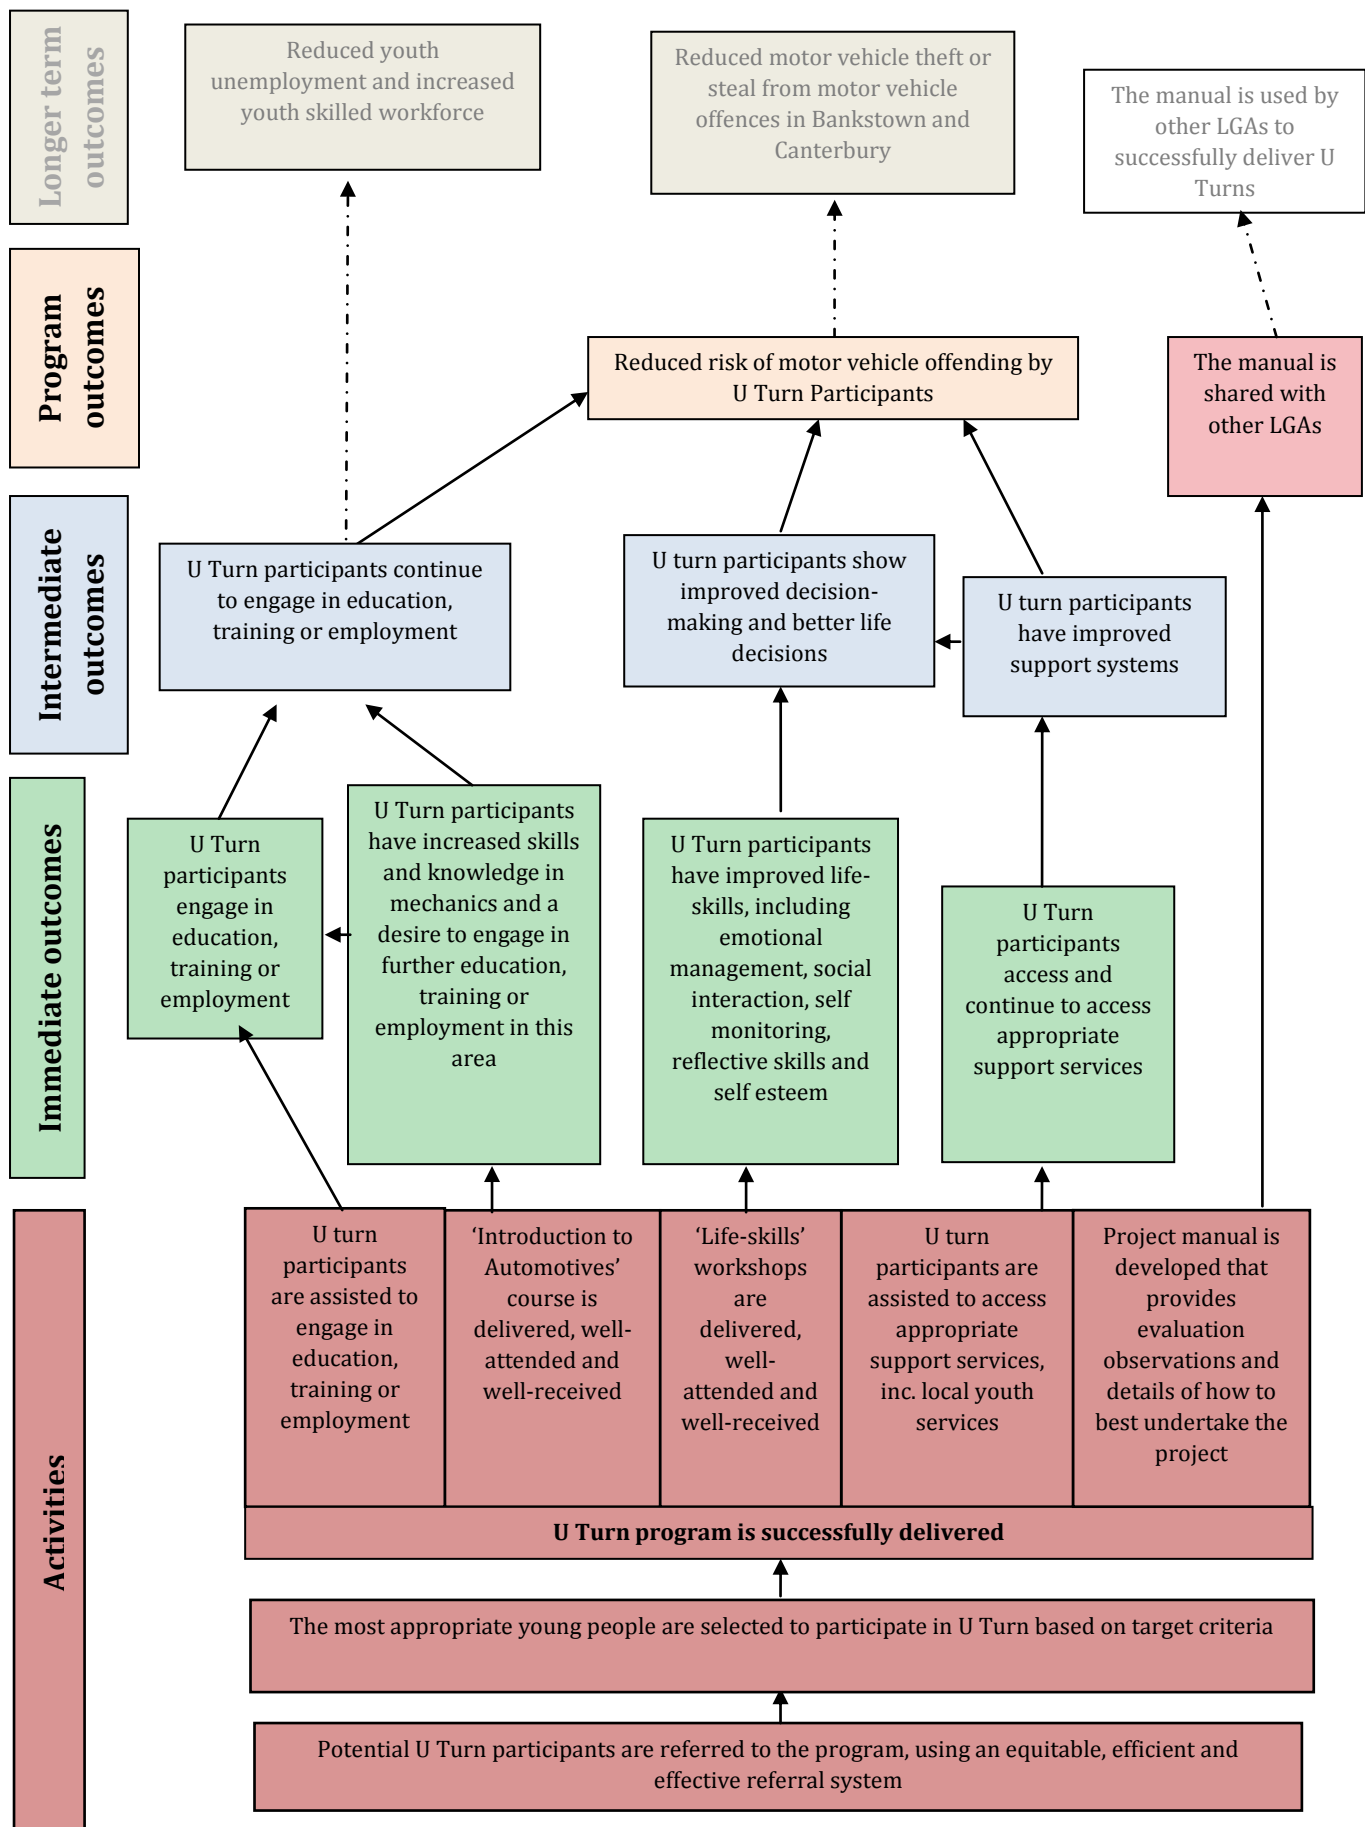 Longer term
outcomes
Reduced youth
unemployment and increased
youth skilled workforce
Reduced motor vehicle theft or
steal from motor vehicle
offences in Bankstown and
Canterbury
The manual is used by
other LGAs to
successfully deliver U
Turns
Program
outcomes
Reduced risk of motor vehicle offending by
U Turn Participants
The manual is
shared with
other LGAs
Intermediate
outcomes
U Turn participants continue
to engage in education,
training or employment
U turn participants show
improved decision-
making and better life
decisions
U turn participants
have improved
support systems
Immediate outcomes
U Turn
participants
engage in
education,
training or
employment
U Turn participants
have increased skills
and knowledge in
mechanics and a
desire to engage in
further education,
training or
employment in this
area
U Turn participants
have improved life-
skills, including
emotional
management, social
interaction, self
monitoring,
reflective skills and
self esteem
U Turn
participants
access and
continue to access
appropriate
support services
Activities
U turn
participants
are assisted to
engage in
education,
training or
employment
‘Introduction to
Automotives’
course is
delivered, well-
attended and
well-received
‘Life-skills’
workshops
are
delivered,
well-
attended and
well-received
U turn
participants are
assisted to access
appropriate
support services,
inc. local youth
services
Project manual is
developed that
provides
evaluation
observations and
details of how to
best undertake the
project
U Turn program is successfully delivered
The most appropriate young people are selected to participate in U Turn based on target criteria
Potential U Turn participants are referred to the program, using an equitable, efficient and
effective referral system